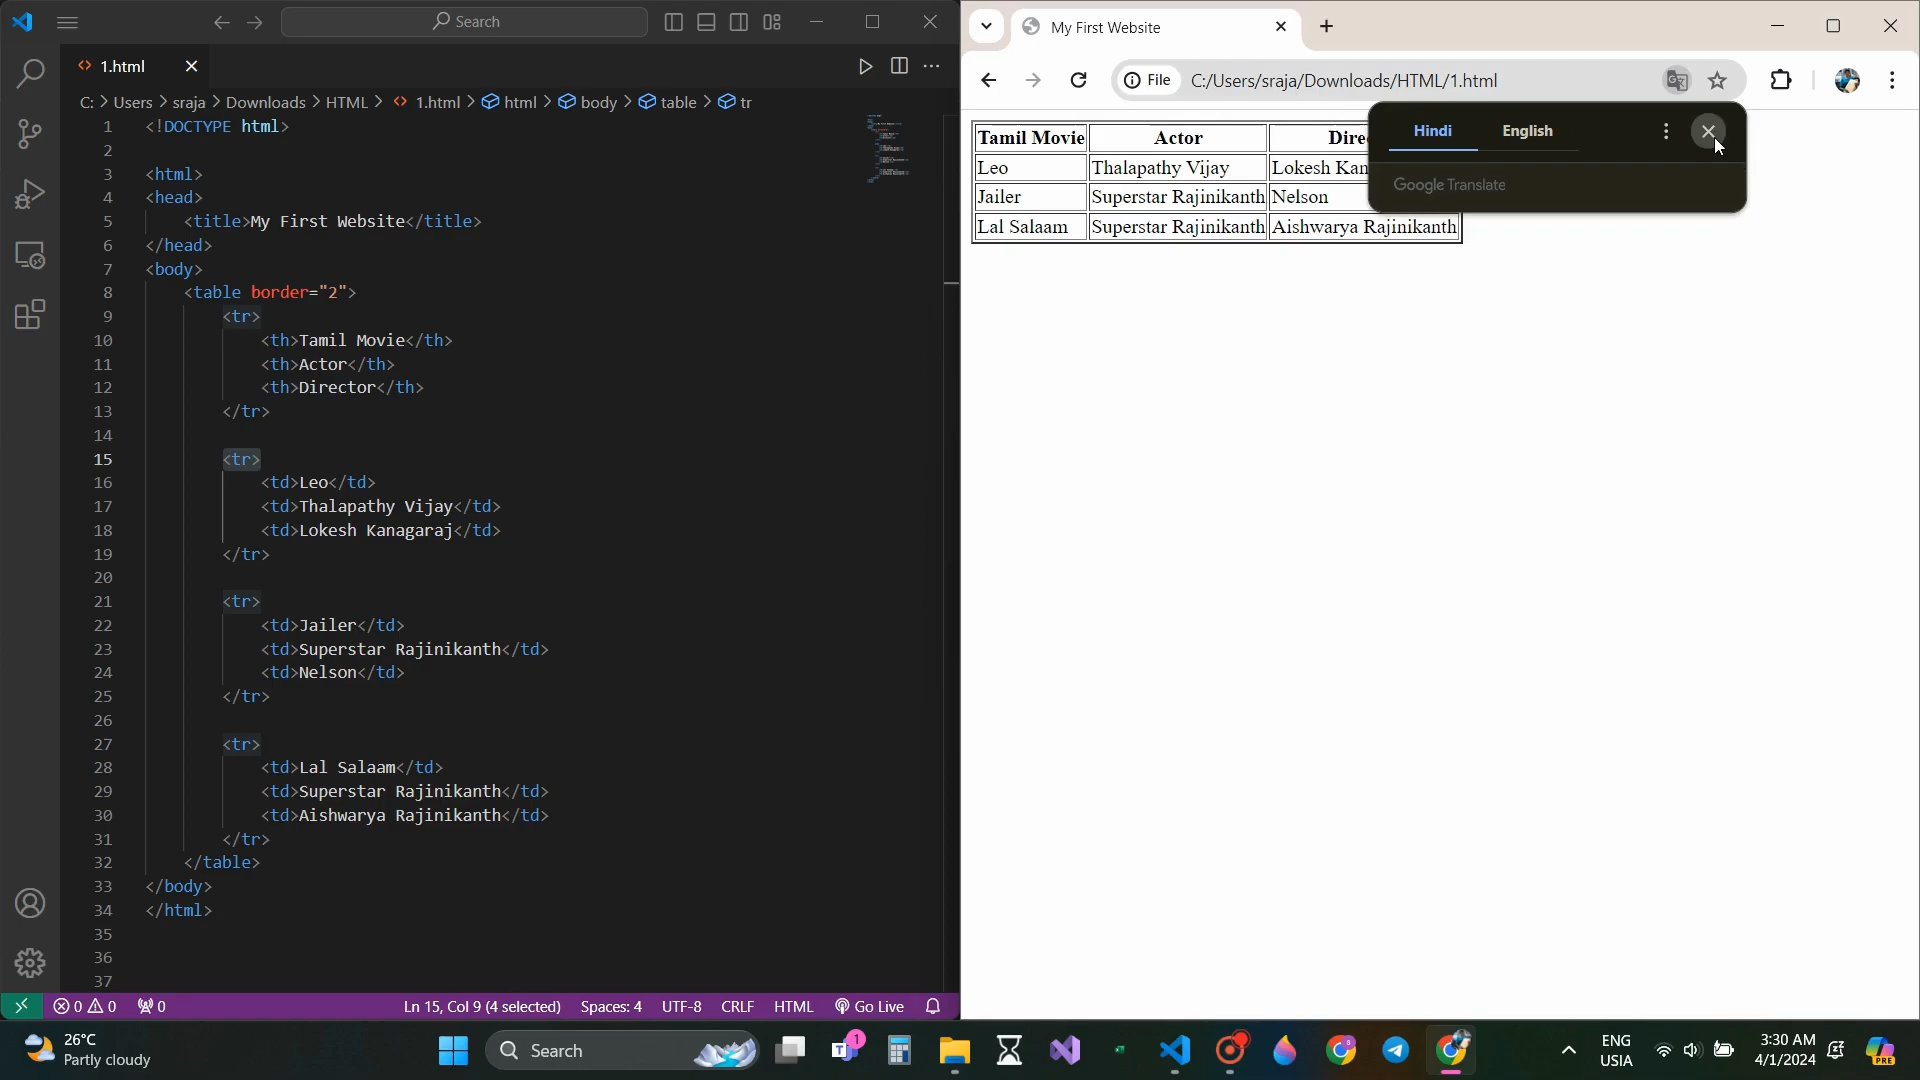 Search
1.html
C: > Users > sraja > Downloads > HTML > 1.html > html > body > table > tr
1 <!DOCTYPE html>
2
3 <html>
4 <head>
5 <title>My First Website</title>
6 </head>
7 <body>
8 <table border="2">
9 <tr>
10 <th>Tamil Movie</th>
11 <th>Actor</th>
12 <th>Director</th>
13 </tr>
14
15 <tr>
16 <td>Leo</td>
17 <td>Thalapathy Vijay</td>
18 <td>Lokesh Kanagaraj</td>
19 </tr>
20
21 <tr>
22 <td>Jailer</td>
23 <td>Superstar Rajinikanth</td>
24 <td>Nelson</td>
25 </tr>
26
27 <tr>
28 <td>Lal Salaam</td>
29 <td>Superstar Rajinikanth</td>
30 <td>Aishwarya Rajinikanth</td>
31 </tr>
32 </table>
33 </body>
34 </html>
35
36
37
0 0 0 Ln 15, Col 9 (4 selected) Spaces: 4 UTF-8 CRLF HTML Go Live
My First Website
File C:/Users/sraja/Downloads/HTML/1.html
Hindi English
Google Translate
Tamil Movie Actor Dire
Leo Thalapathy Vijay Lokesh Kan
Jailer Superstar Rajinikanth Nelson
Lal Salaam Superstar Rajinikanth Aishwarya Rajinikanth
26°C
Partly cloudy
Search
1
ENG
USIA
3:30 AM
4/1/2024
PRE